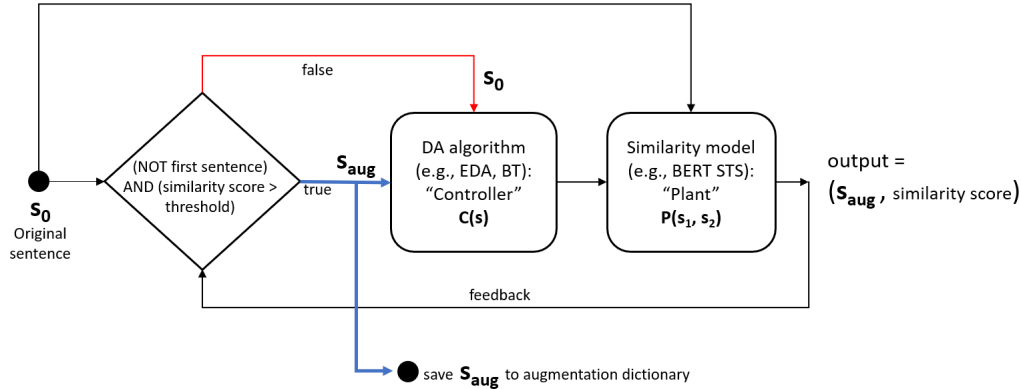 false
s0
(NOT first sentence)
AND (similarity score >
threshold)
saug
true
DA algorithm
(e.g., EDA, BT):
“Controller”
C(s)
Similarity model
(e.g., BERT STS):
“Plant”
P(s1, s2)
output =
(saug , similarity score)
s0
Original
sentence
feedback
save saug to augmentation dictionary